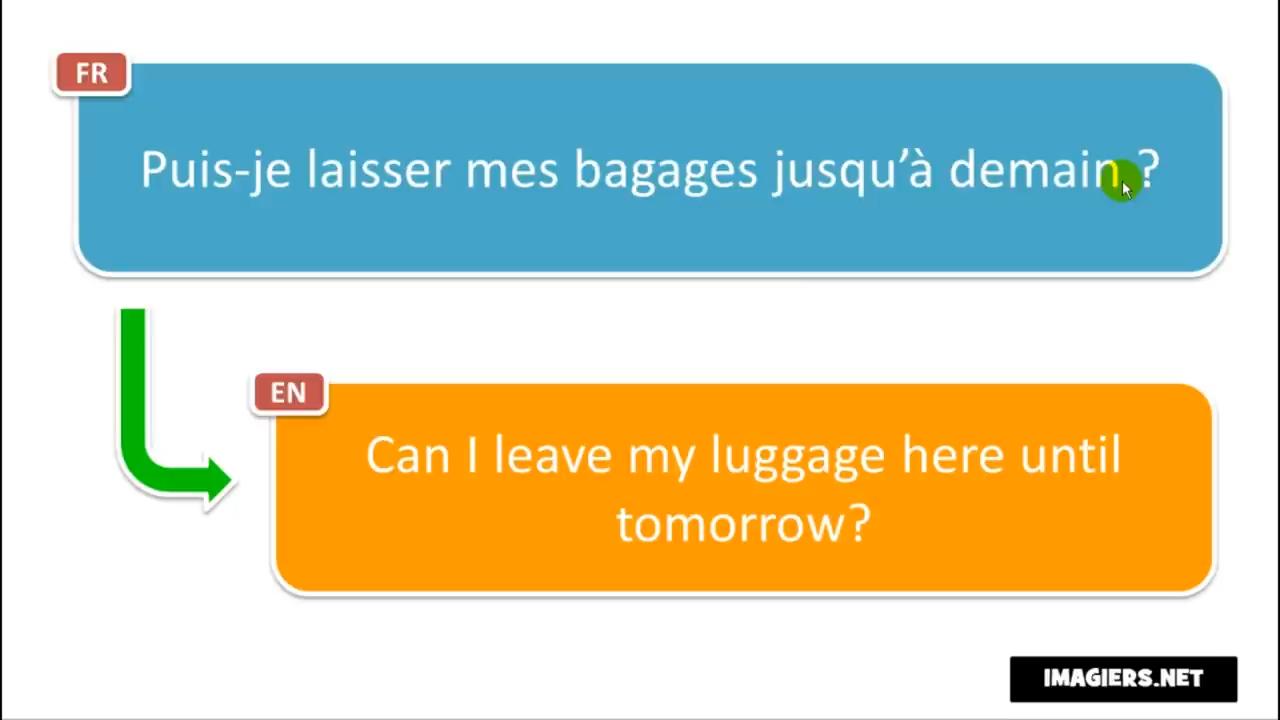 FR
Puis-je laisser mes bagages jusqu’à demain ?
EN
Can I leave my luggage here until
tomorrow?
IMAGIERS.NET